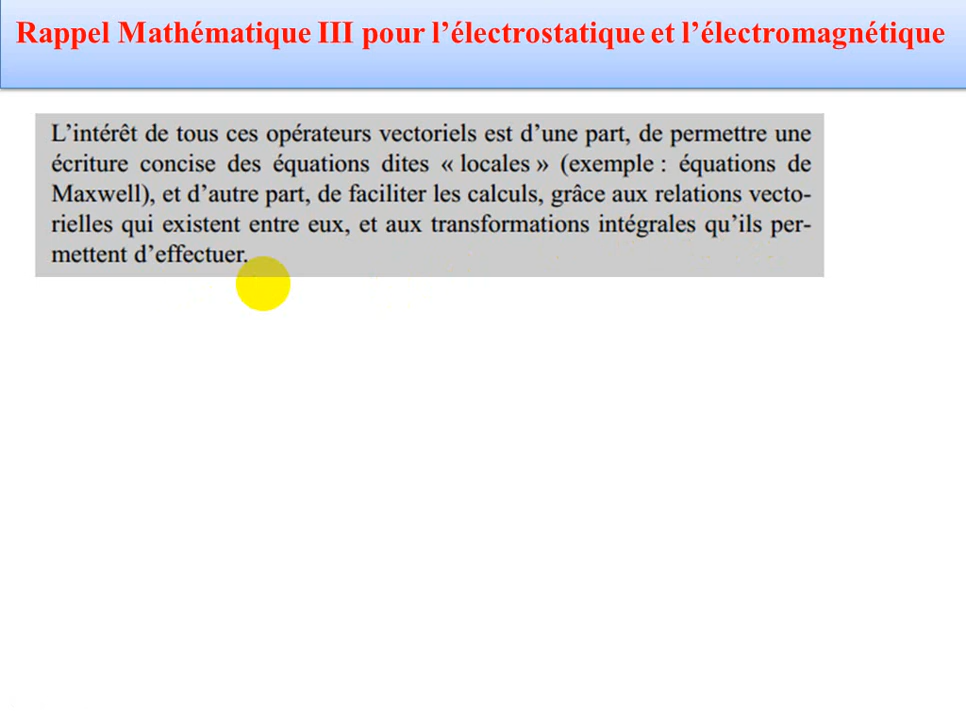 Rappel Mathématique III pour l’électrostatique et l’électromagnétique
L’intérêt de tous ces opérateurs vectoriels est d’une part, de permettre une
écriture concise des équations dites « locales » (exemple : équations de
Maxwell), et d’autre part, de faciliter les calculs, grâce aux relations vecto-
rielles qui existent entre eux, et aux transformations intégrales qu’ils per-
mettent d’effectuer.